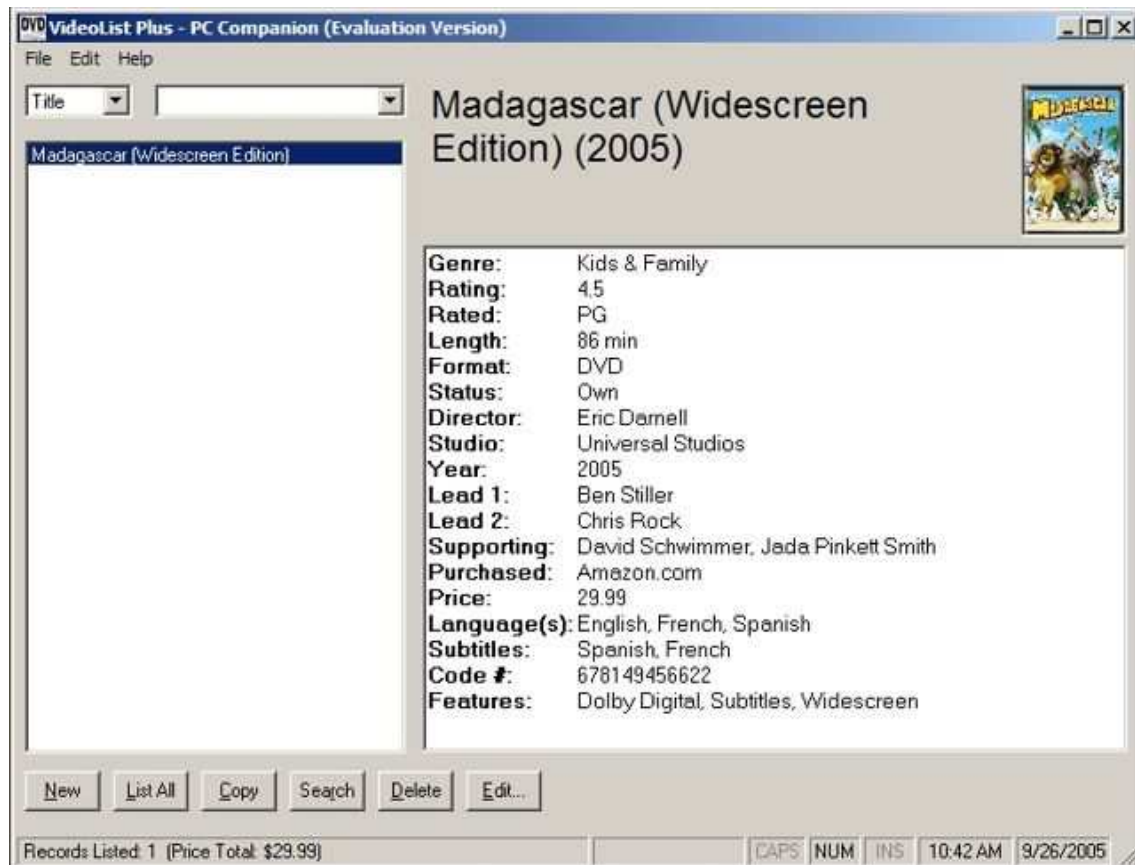 DVD VideoList Plus - PC Companion (Evaluation Version)
File Edit Help
Title
Madagascar (Widescreen Edition)
Madagascar (Widescreen
Edition) (2005)
MADAGASCAR
Genre: Kids & Family
Rating: 4.5
Rated: PG
Length: 86 min
Format: DVD
Status: Own
Director: Eric Darnell
Studio: Universal Studios
Year: 2005
Lead 1: Ben Stiller
Lead 2: Chris Rock
Supporting: David Schwimmer, Jada Pinkett Smith
Purchased: Amazon.com
Price: 29.99
Language(s): English, French, Spanish
Subtitles: Spanish, French
Code #: 678149456622
Features: Dolby Digital, Subtitles, Widescreen
New List All Copy Search Delete Edit...
Records Listed: 1 (Price Total: $29.99) CAPS NUM INS 10:42 AM 9/26/2005